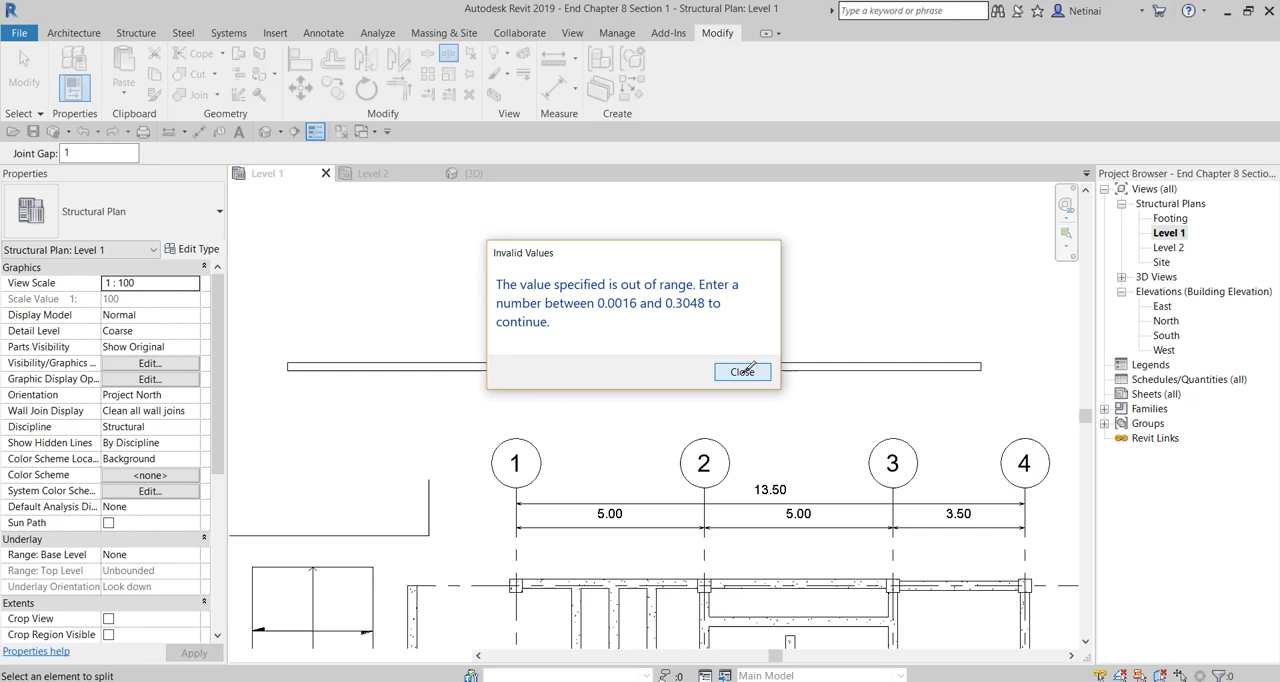 Autodesk Revit 2019 - End Chapter 8 Section 1 - Structural Plan: Level 1
Type a keyword or phrase
Netinai
File Architecture Structure Steel Systems Insert Annotate Analyze Massing & Site Collaborate View Manage Add-Ins Modify
Cope
Modify Paste Cut
Join
Select Properties Clipboard Geometry Modify View Measure Create
Joint Gap: 1
Properties
Level 1 Level 2 {3D}
Project Browser - End Chapter 8 Sectio...
Structural Plan
Structural Plan: Level 1 Edit Type
Graphics
View Scale 1 : 100
Scale Value 1: 100
Display Model Normal
Detail Level Coarse
Parts Visibility Show Original
Visibility/Graphics ... Edit...
Graphic Display Op... Edit...
Orientation Project North
Wall Join Display Clean all wall joins
Discipline Structural
Show Hidden Lines By Discipline
Color Scheme Loca... Background
Color Scheme <none>
System Color Sche... Edit...
Default Analysis Di... None
Sun Path
Underlay
Range: Base Level None
Range: Top Level Unbounded
Underlay Orientation Look down
Extents
Crop View
Crop Region Visible
Properties help Apply
Invalid Values
The value specified is out of range. Enter a
number between 0.0016 and 0.3048 to
continue.
Close
1 2 3 4
13.50
5.00 5.00 3.50
Views (all)
Structural Plans
Footing
Level 1
Level 2
Site
3D Views
Elevations (Building Elevation)
East
North
South
West
Legends
Schedules/Quantities (all)
Sheets (all)
Families
Groups
Revit Links
Select an element to split
:0 Main Model :0